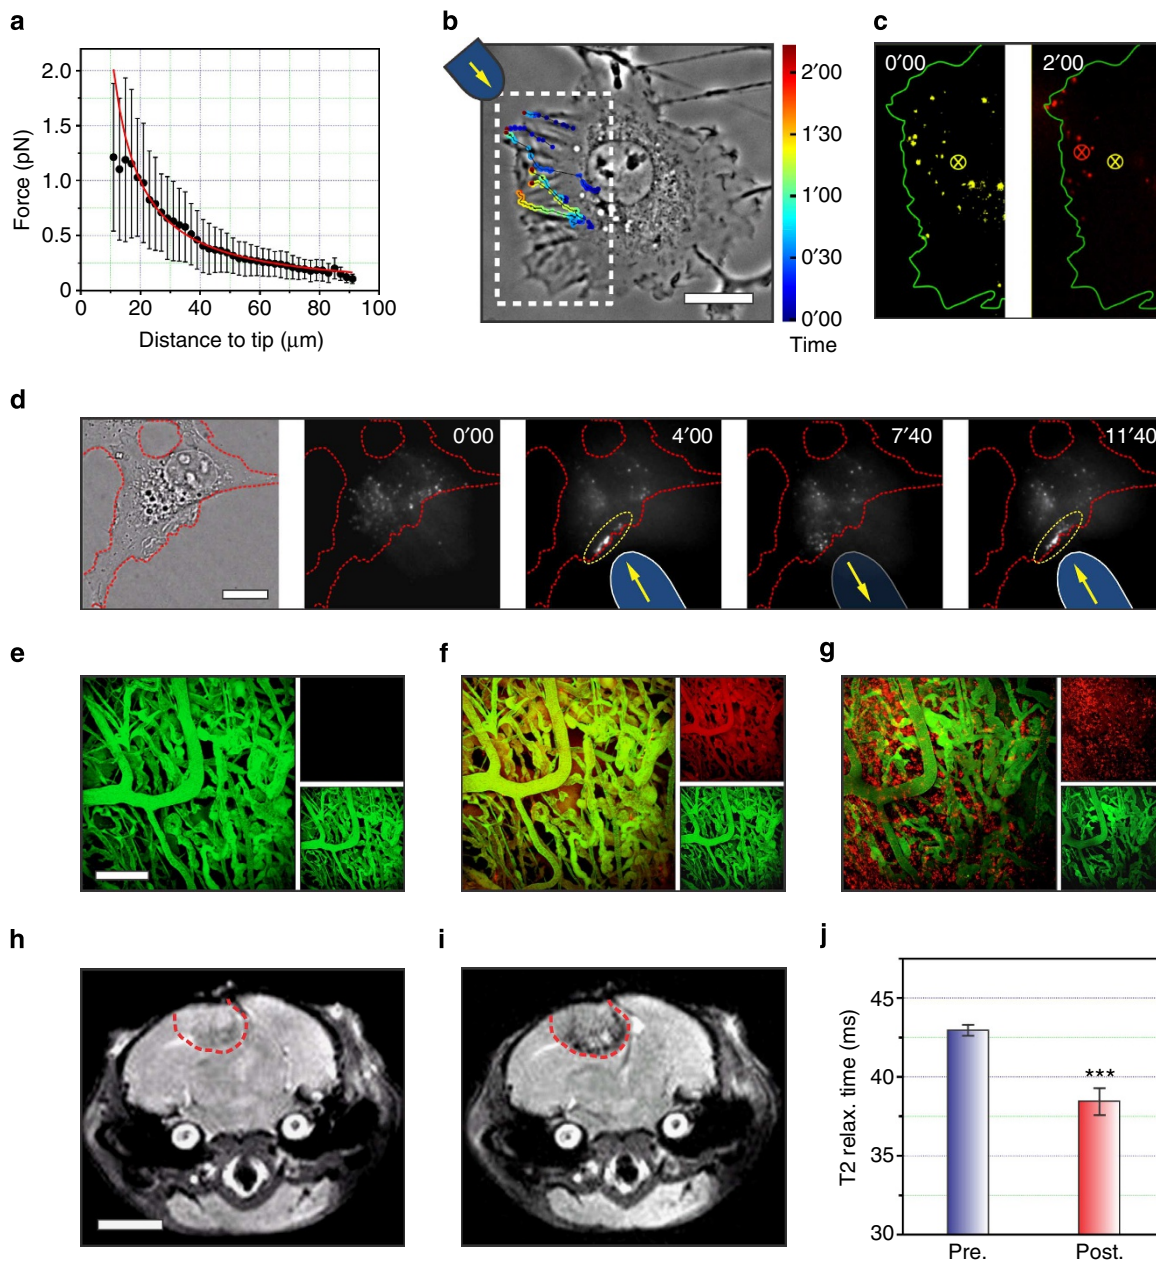 a
2.0
1.5
1.0
0.5
0
Force (pN)
0 20 40 60 80 100
Distance to tip (µm)
b
2′00
1′30
1′00
0′30
0′00
Time
c
0′00
2′00
d
0′00
4′00
7′40
11′40
e
f
g
h
i
j
45
40
35
30
T2 relax. time (ms)
***
Pre. Post.